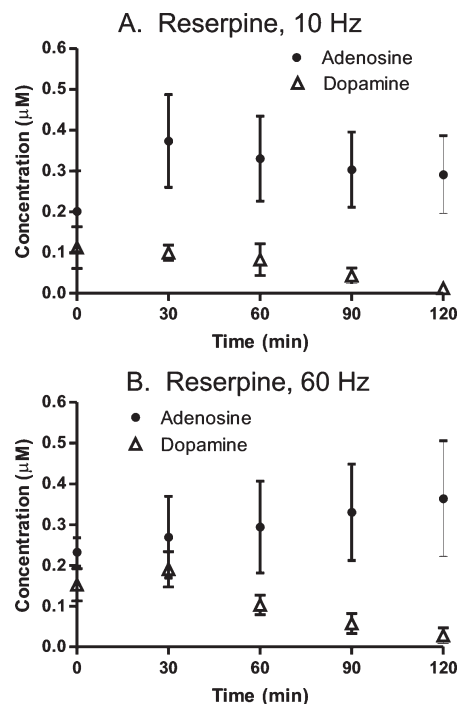 A. Reserpine, 10 Hz
Adenosine
Dopamine
Concentration (μM)
0.6
0.5
0.4
0.3
0.2
0.1
0.0
0 30 60 90 120
Time (min)
B. Reserpine, 60 Hz
Adenosine
Dopamine
Concentration (μM)
0.6
0.5
0.4
0.3
0.2
0.1
0.0
0 30 60 90 120
Time (min)